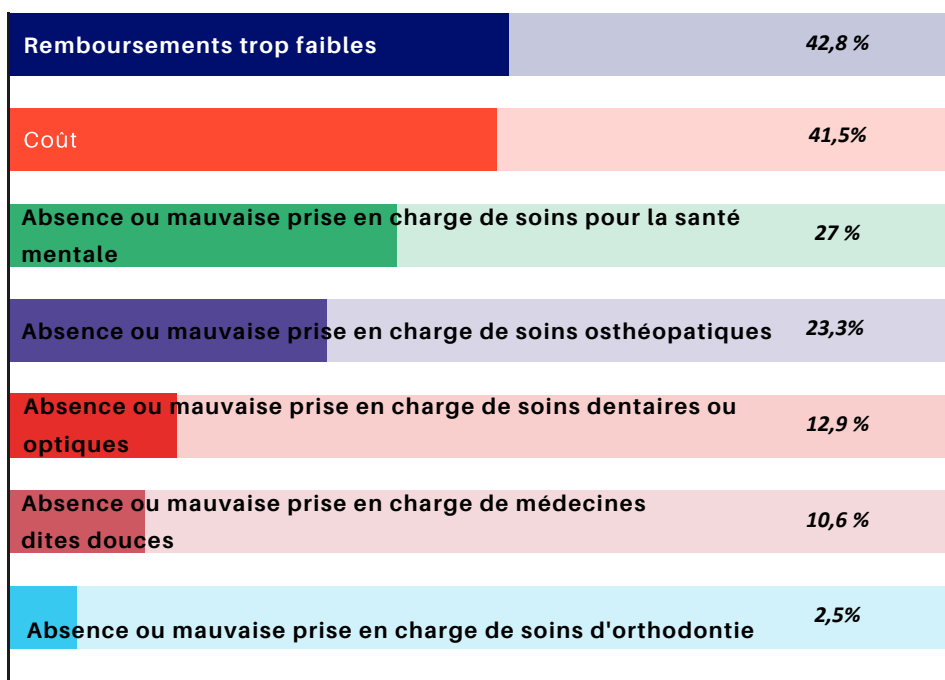 Remboursements trop faibles 42,8 %
Coût 41,5%
Absence ou mauvaise prise en charge de soins pour la santé
mentale 27 %
Absence ou mauvaise prise en charge de soins osthéopatiques 23,3%
Absence ou mauvaise prise en charge de soins dentaires ou
optiques 12,9 %
Absence ou mauvaise prise en charge de médecines
dites douces 10,6 %
Absence ou mauvaise prise en charge de soins d'orthodontie 2,5%